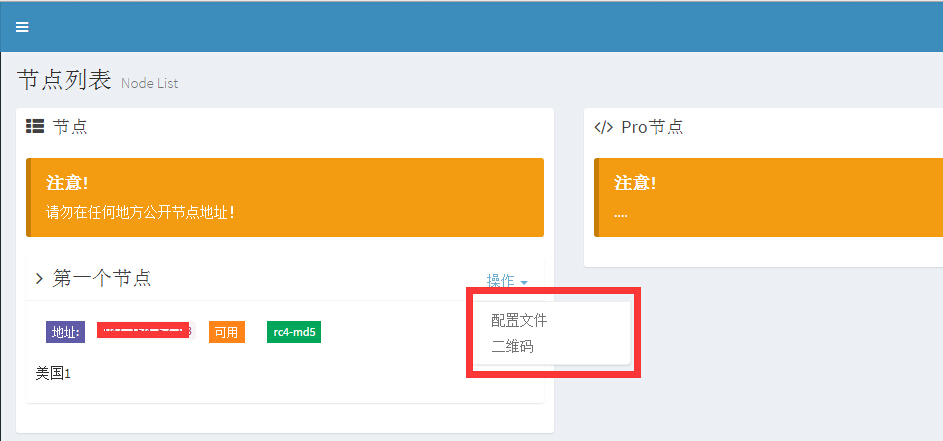 节点列表 Node List
节点
注意!
请勿在任何地方公开节点地址!
第一个节点
操作
配置文件
二维码
地址:
可用
rc4-md5
美国1
Pro节点
注意!
....